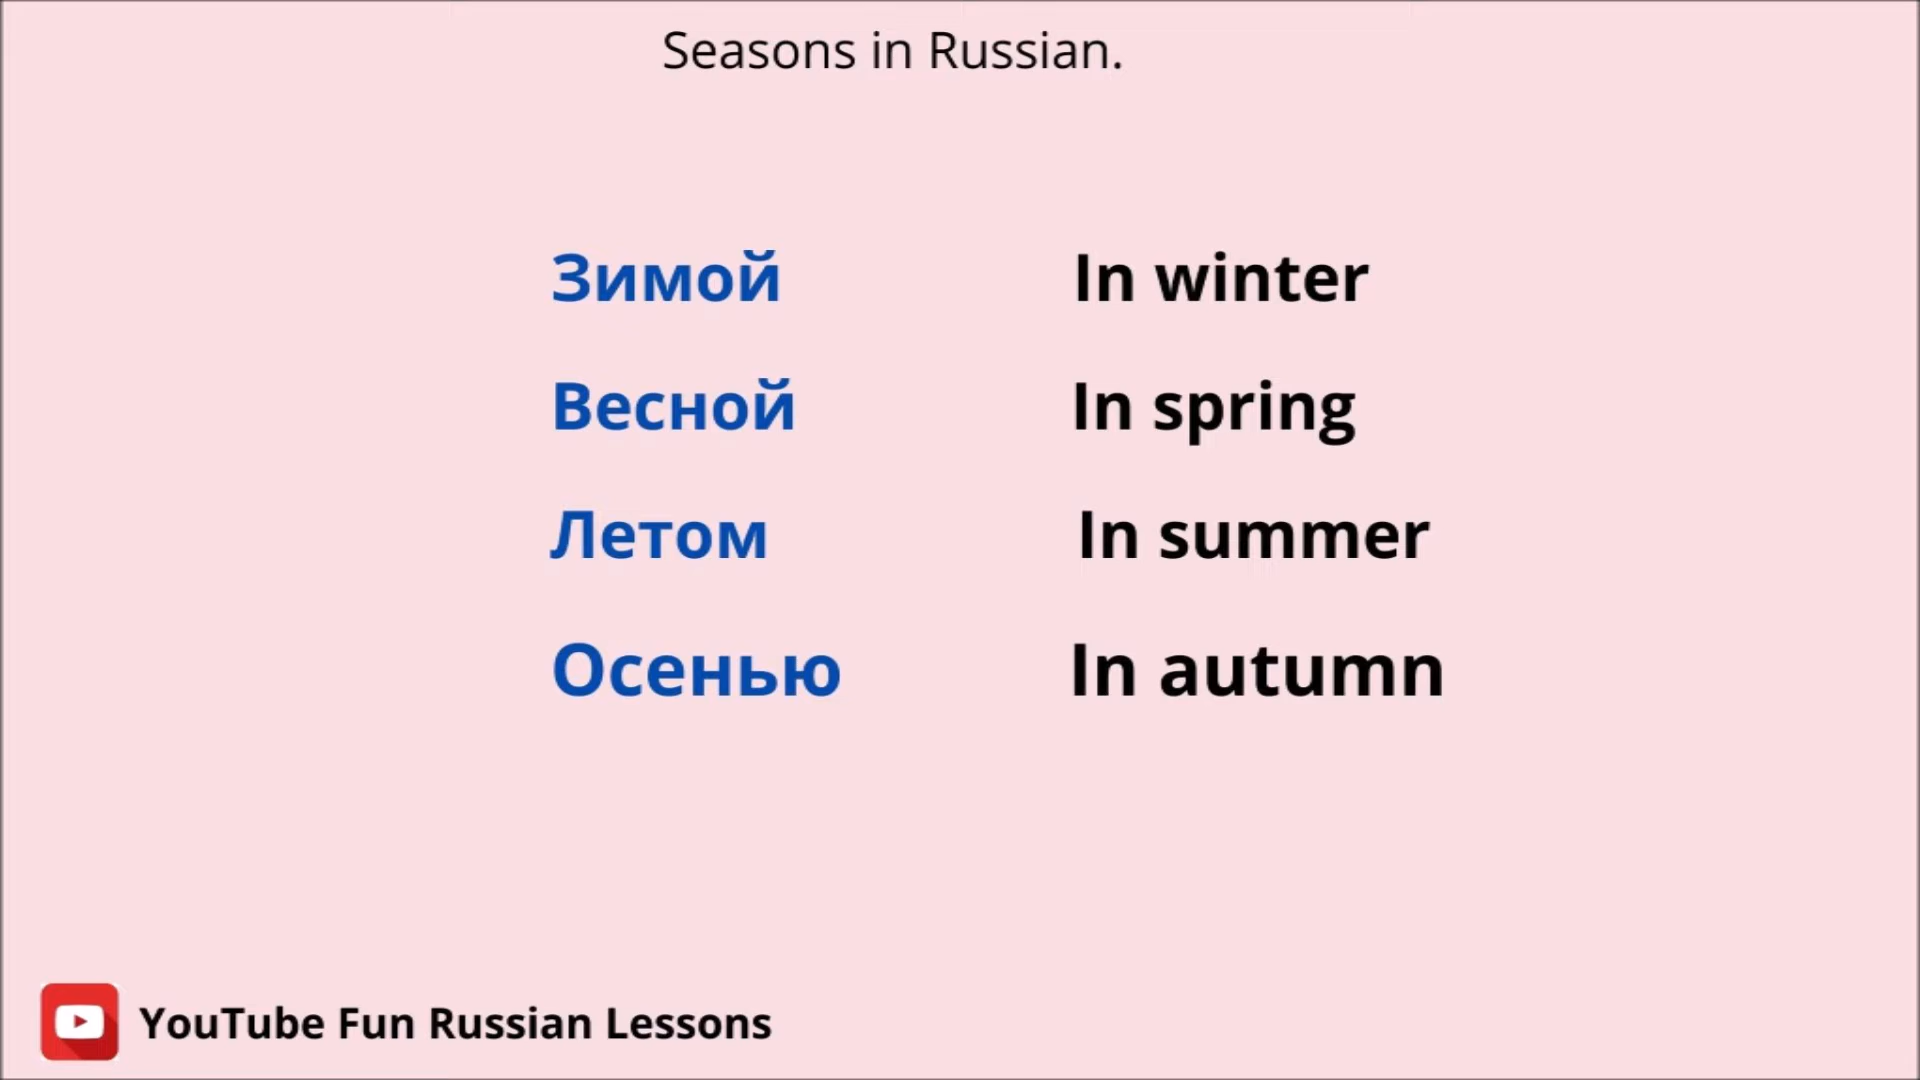 Seasons in Russian.
Зимой In winter
Весной In spring
Летом In summer
Осенью In autumn
YouTube Fun Russian Lessons